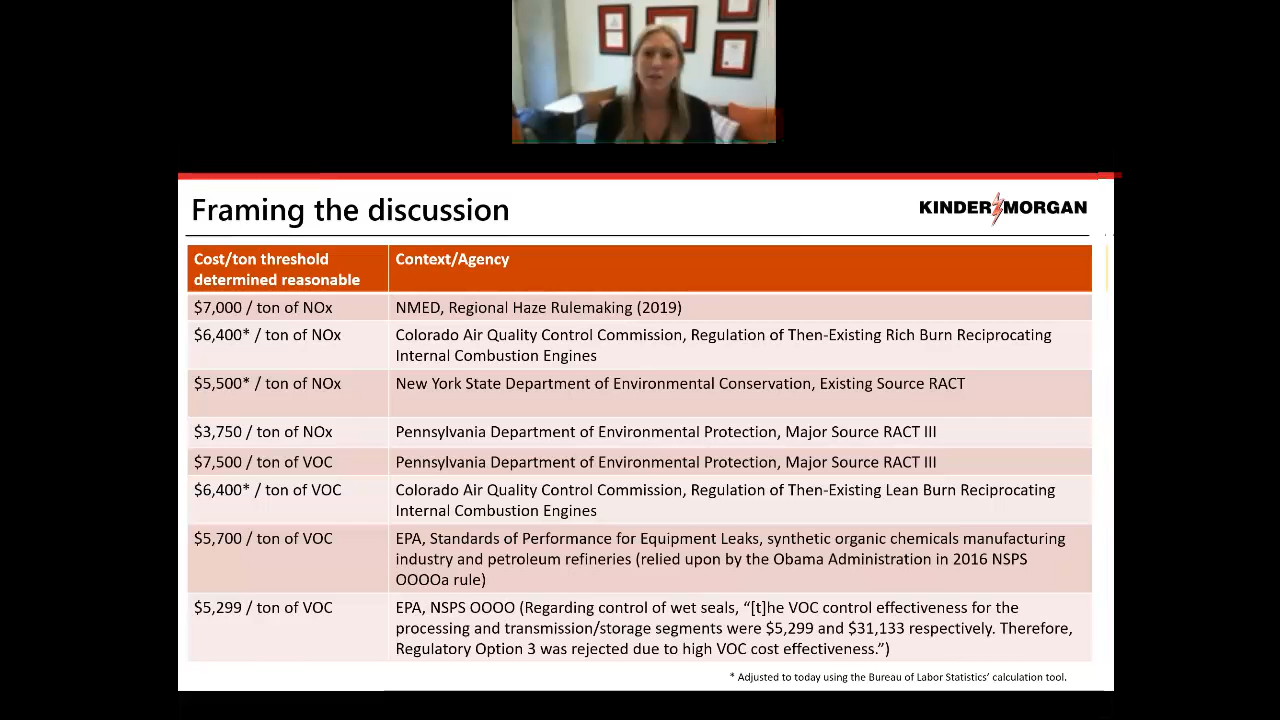 Framing the discussion
KINDER MORGAN
Cost/ton threshold
determined reasonable
Context/Agency
$7,000 / ton of NOx
NMED, Regional Haze Rulemaking (2019)
$6,400* / ton of NOx
Colorado Air Quality Control Commission, Regulation of Then-Existing Rich Burn Reciprocating
Internal Combustion Engines
$5,500* / ton of NOx
New York State Department of Environmental Conservation, Existing Source RACT
$3,750 / ton of NOx
Pennsylvania Department of Environmental Protection, Major Source RACT III
$7,500 / ton of VOC
Pennsylvania Department of Environmental Protection, Major Source RACT III
$6,400* / ton of VOC
Colorado Air Quality Control Commission, Regulation of Then-Existing Lean Burn Reciprocating
Internal Combustion Engines
$5,700 / ton of VOC
EPA, Standards of Performance for Equipment Leaks, synthetic organic chemicals manufacturing
industry and petroleum refineries (relied upon by the Obama Administration in 2016 NSPS
OOOOa rule)
$5,299 / ton of VOC
EPA, NSPS OOOO (Regarding control of wet seals, “[t]he VOC control effectiveness for the
processing and transmission/storage segments were $5,299 and $31,133 respectively. Therefore,
Regulatory Option 3 was rejected due to high VOC cost effectiveness.”)
* Adjusted to today using the Bureau of Labor Statistics’ calculation tool.